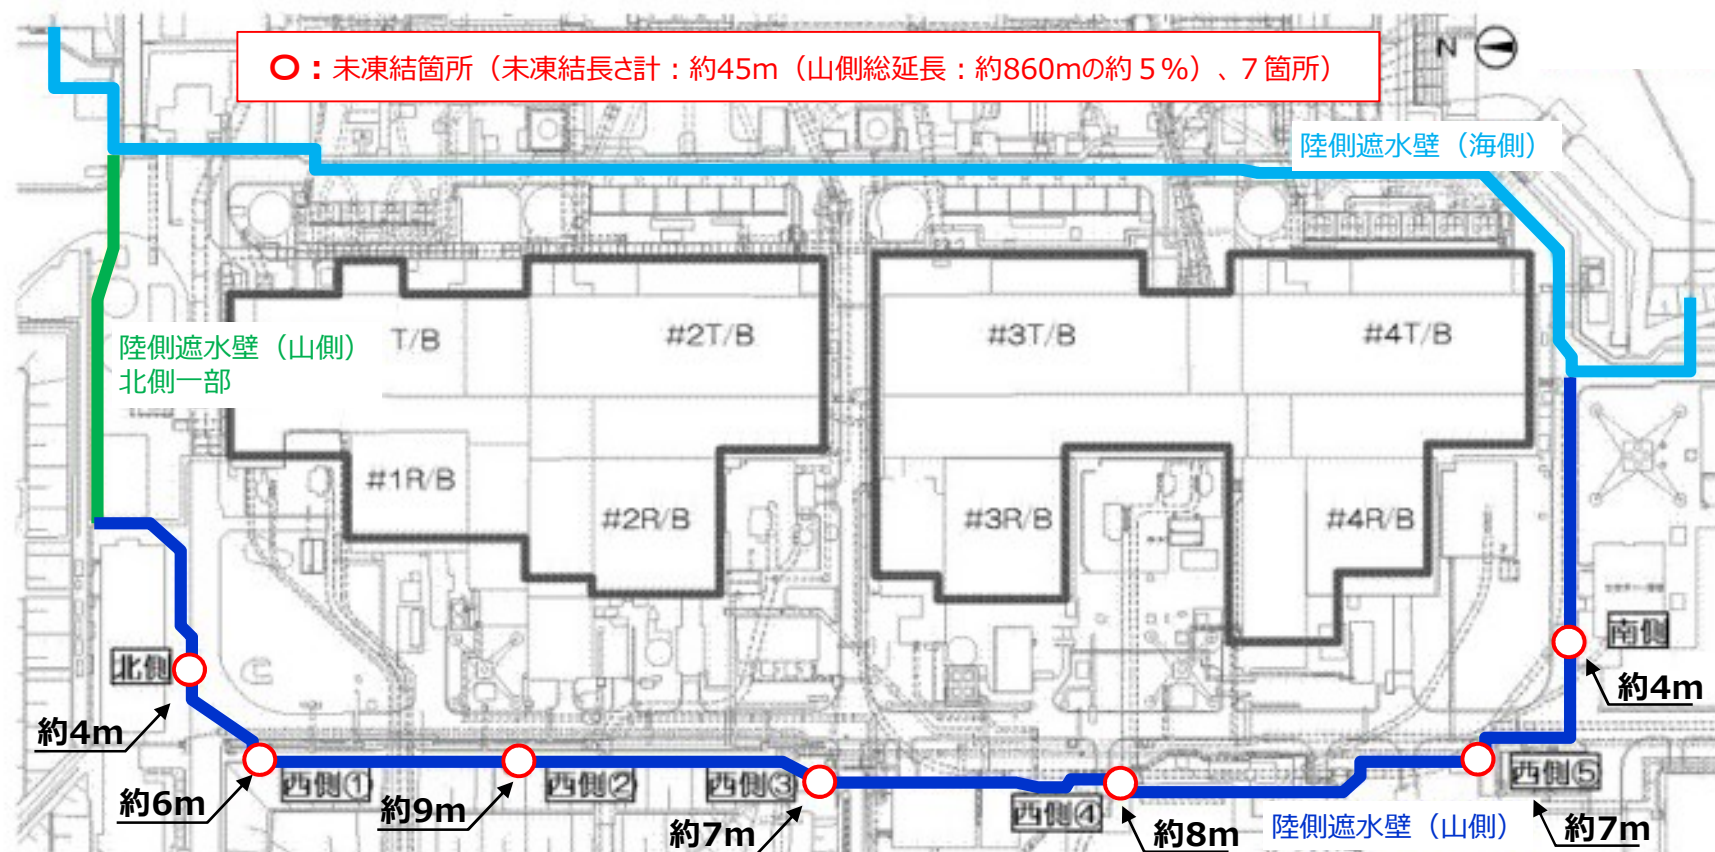 ○：未凍結箇所（未凍結長さ計：約45m（山側総延長：約860mの約５%）、７箇所）
N
陸側遮水壁（海側）
陸側遮水壁（山側）
北側一部
T/B
#2T/B
#3T/B
#4T/B
#1R/B
#2R/B
#3R/B
#4R/B
北側
南側
約4m
約4m
西側①
西側②
西側③
西側④
西側⑤
約6m
約9m
約7m
約8m
陸側遮水壁（山側）
約7m